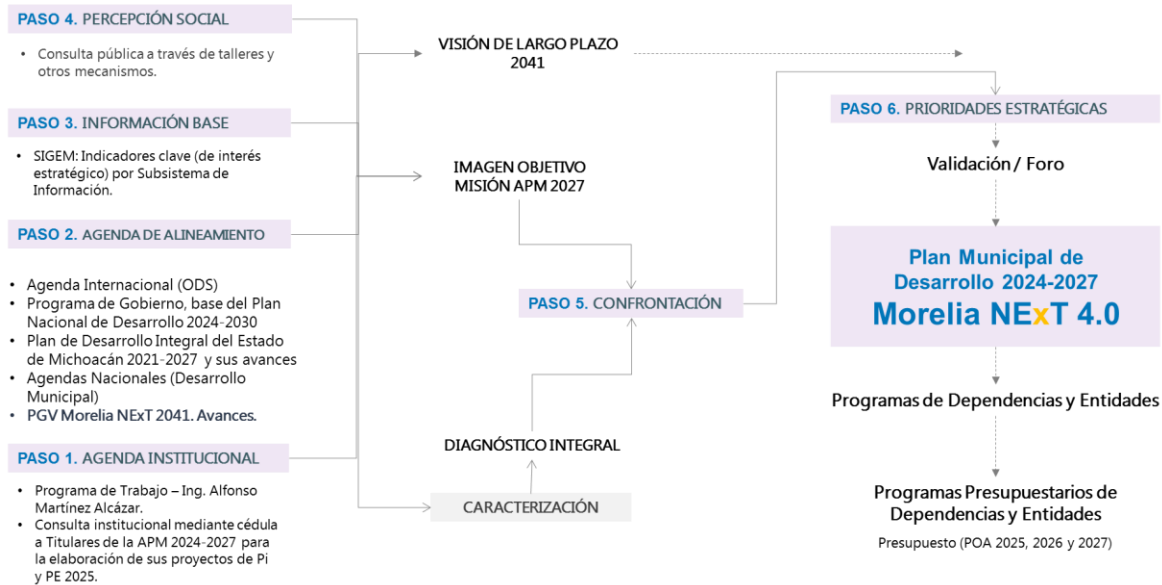 PASO 4. PERCEPCIÓN SOCIAL
• Consulta pública a través de talleres y
otros mecanismos.
PASO 3. INFORMACIÓN BASE
• SIGEM: Indicadores clave (de interés
estratégico) por Subsistema de
Información.
PASO 2. AGENDA DE ALINEAMIENTO
• Agenda Internacional (ODS)
• Programa de Gobierno, base del Plan
Nacional de Desarrollo 2024-2030
• Plan de Desarrollo Integral del Estado
de Michoacán 2021-2027 y sus avances
• Agendas Nacionales (Desarrollo
Municipal)
• PGV Morelia NExT 2041. Avances.
PASO 1. AGENDA INSTITUCIONAL
• Programa de Trabajo – Ing. Alfonso
Martínez Alcázar.
• Consulta institucional mediante cédula
a Titulares de la APM 2024-2027 para
la elaboración de sus proyectos de Pi
y PE 2025.
VISIÓN DE LARGO PLAZO
2041
IMAGEN OBJETIVO
MISIÓN APM 2027
PASO 5. CONFRONTACIÓN
DIAGNÓSTICO INTEGRAL
CARACTERIZACIÓN
PASO 6. PRIORIDADES ESTRATÉGICAS
Validación / Foro
Plan Municipal de
Desarrollo 2024-2027
Morelia NExT 4.0
Programas de Dependencias y Entidades
Programas Presupuestarios de
Dependencias y Entidades
Presupuesto (POA 2025, 2026 y 2027)